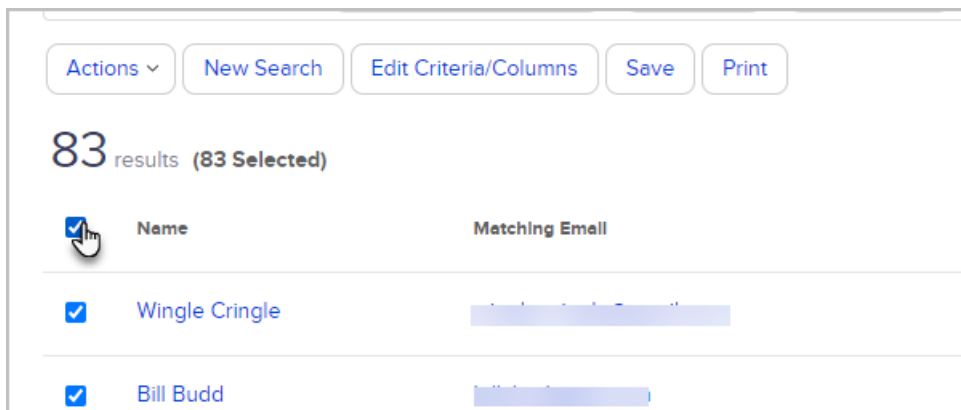 Actions New Search Edit Criteria/Columns Save Print
83 results (83 Selected)
Name Matching Email
Wingle Cringle
Bill Budd